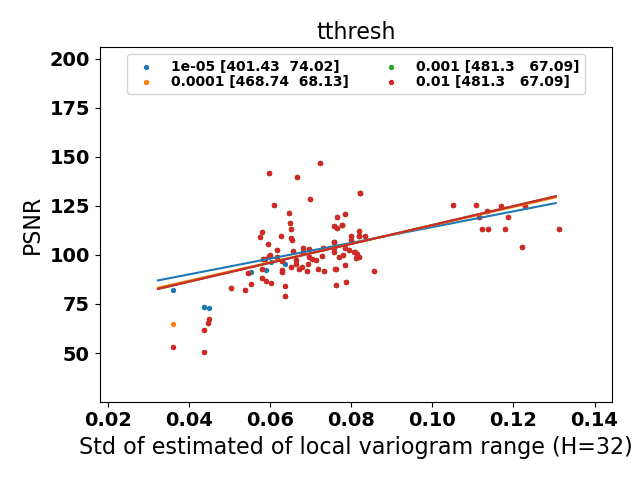 tthresh
1e-05 [401.43  74.02]
0.0001 [468.74  68.13]
0.001 [481.3   67.09]
0.01 [481.3   67.09]
PSNR
200
175
150
125
100
75
50
0.02 0.04 0.06 0.08 0.10 0.12 0.14
Std of estimated of local variogram range (H=32)